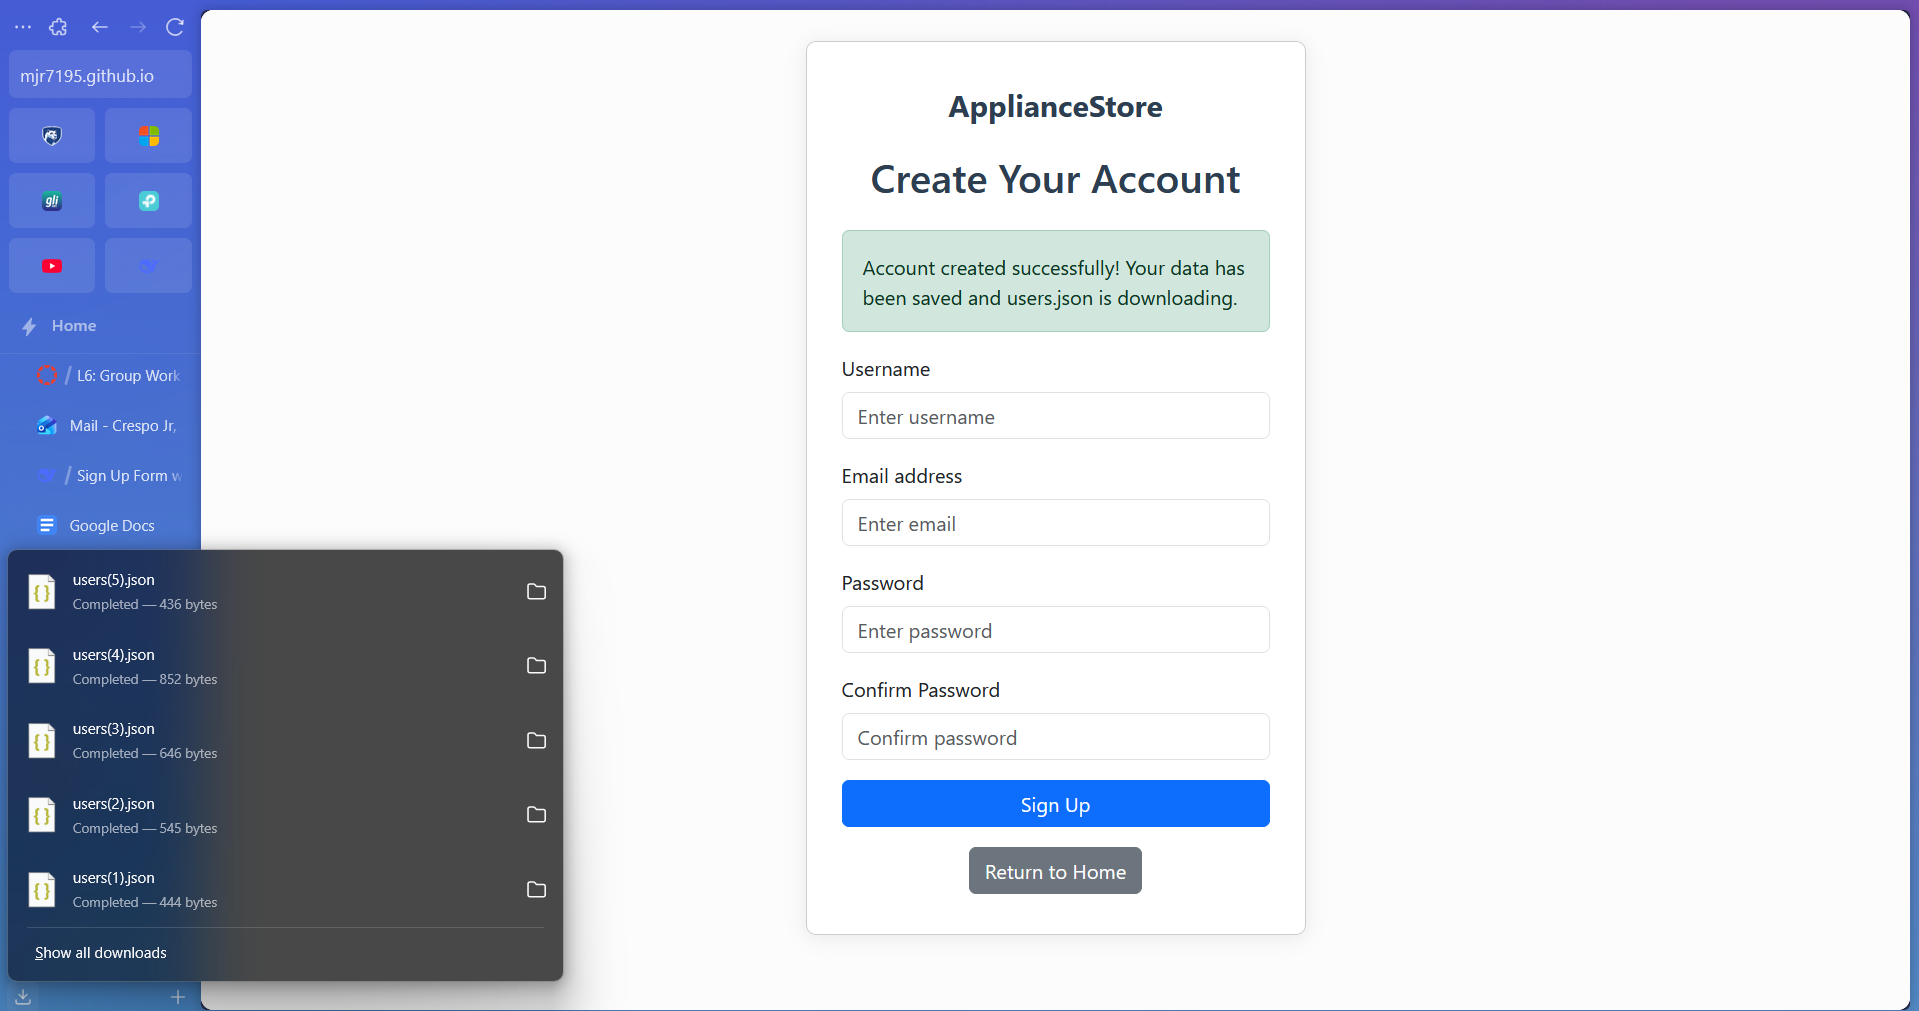 mjr7195.github.io
gli
Home
/ L6: Group Work
Mail - Crespo Jr,
/ Sign Up Form w
Google Docs
users(5).json
Completed — 436 bytes
users(4).json
Completed — 852 bytes
users(3).json
Completed — 646 bytes
users(2).json
Completed — 545 bytes
users(1).json
Completed — 444 bytes
Show all downloads
ApplianceStore
Create Your Account
Account created successfully! Your data has
been saved and users.json is downloading.
Username
Enter username
Email address
Enter email
Password
Enter password
Confirm Password
Confirm password
Sign Up
Return to Home